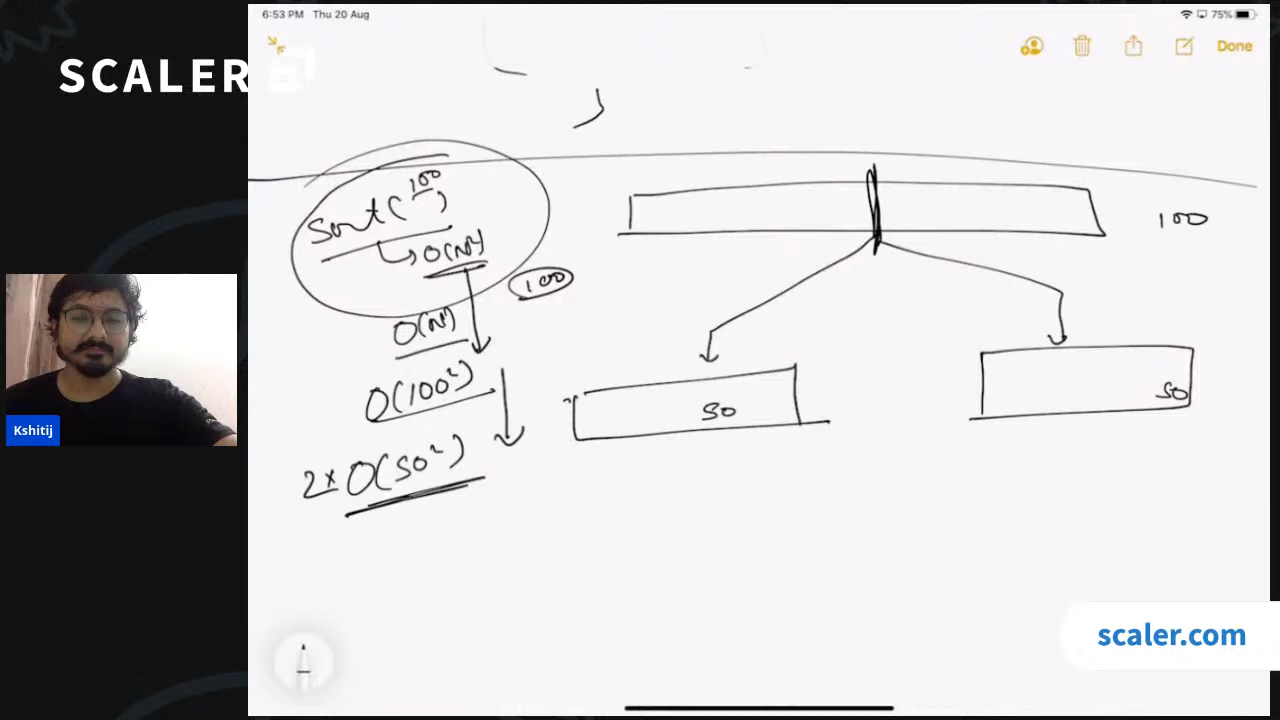 6:53 PM Thu 20 Aug
75%
Done
SCALER
100
Sort( )
O(N²)
100
100
O(N²)
O(100²)
2 x O(50²)
50
50
Kshitij
scaler.com